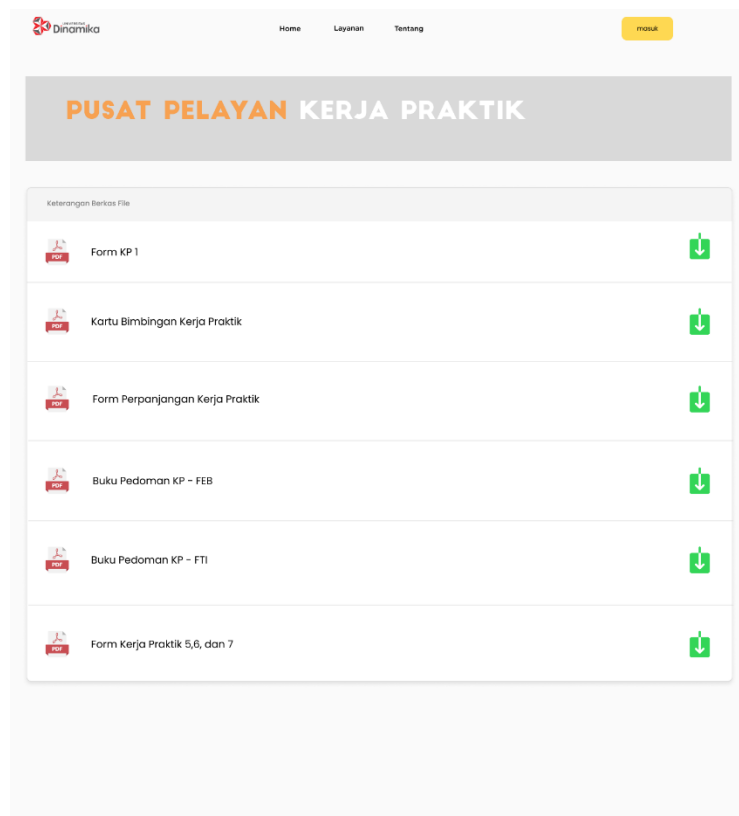 UNIVERSITAS
Dinamika
Home Layanan Tentang
masuk
PUSAT PELAYAN KERJA PRAKTIK
Keterangan Berkas File
PDF Form KP 1
PDF Kartu Bimbingan Kerja Praktik
PDF Form Perpanjangan Kerja Praktik
PDF Buku Pedoman KP - FEB
PDF Buku Pedoman KP - FTI
PDF Form Kerja Praktik 5,6, dan 7